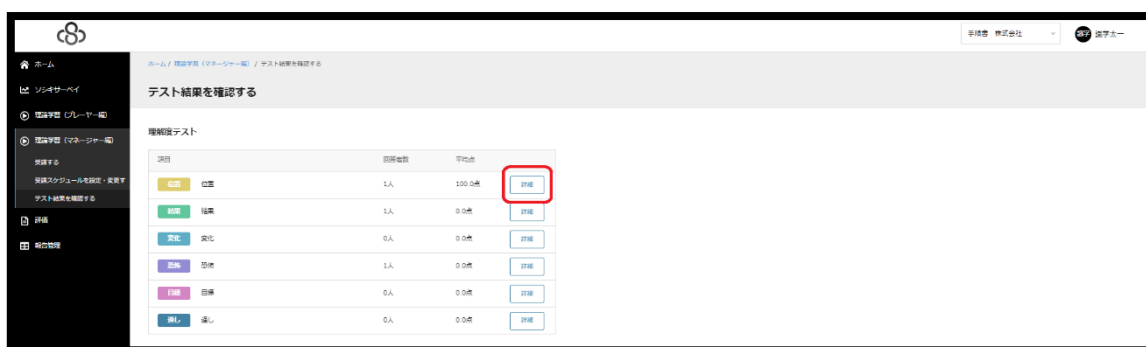 手順書 株式会社
識学 識学太一
ホーム
ソシキサーベイ
理論学習（プレーヤー編）
理論学習（マネージャー編）
受講する
受講スケジュールを設定・変更す
テスト結果を確認する
評価
報告管理
ホーム / 理論学習（マネージャー編） / テスト結果を確認する
テスト結果を確認する
理解度テスト
項目 回答者数 平均点
位置 位置 1人 100.0点 詳細
結果 結果 1人 0.0点 詳細
変化 変化 0人 0.0点 詳細
恐怖 恐怖 1人 0.0点 詳細
目標 目標 0人 0.0点 詳細
通し 通し 0人 0.0点 詳細